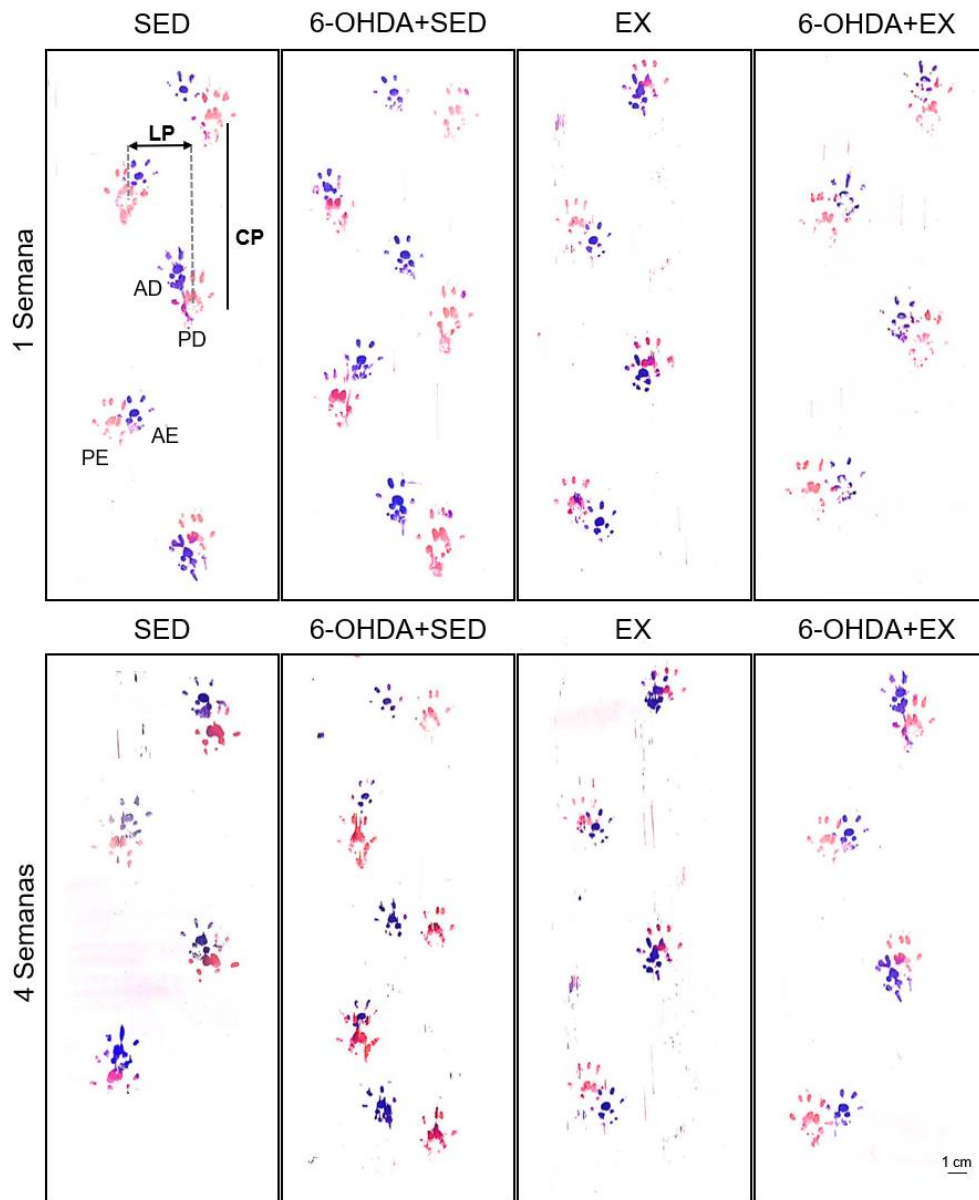 SED 6-OHDA+SED EX 6-OHDA+EX
1 Semana
LP
CP
AD
PD
AE
PE
SED 6-OHDA+SED EX 6-OHDA+EX
4 Semanas
1 cm